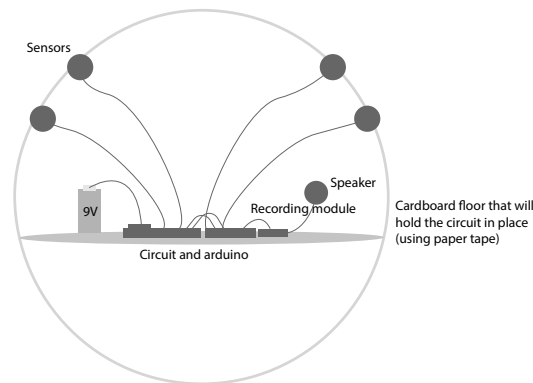 Sensors
Speaker
9V
Recording module
Cardboard floor that will
hold the circuit in place
(using paper tape)
Circuit and arduino